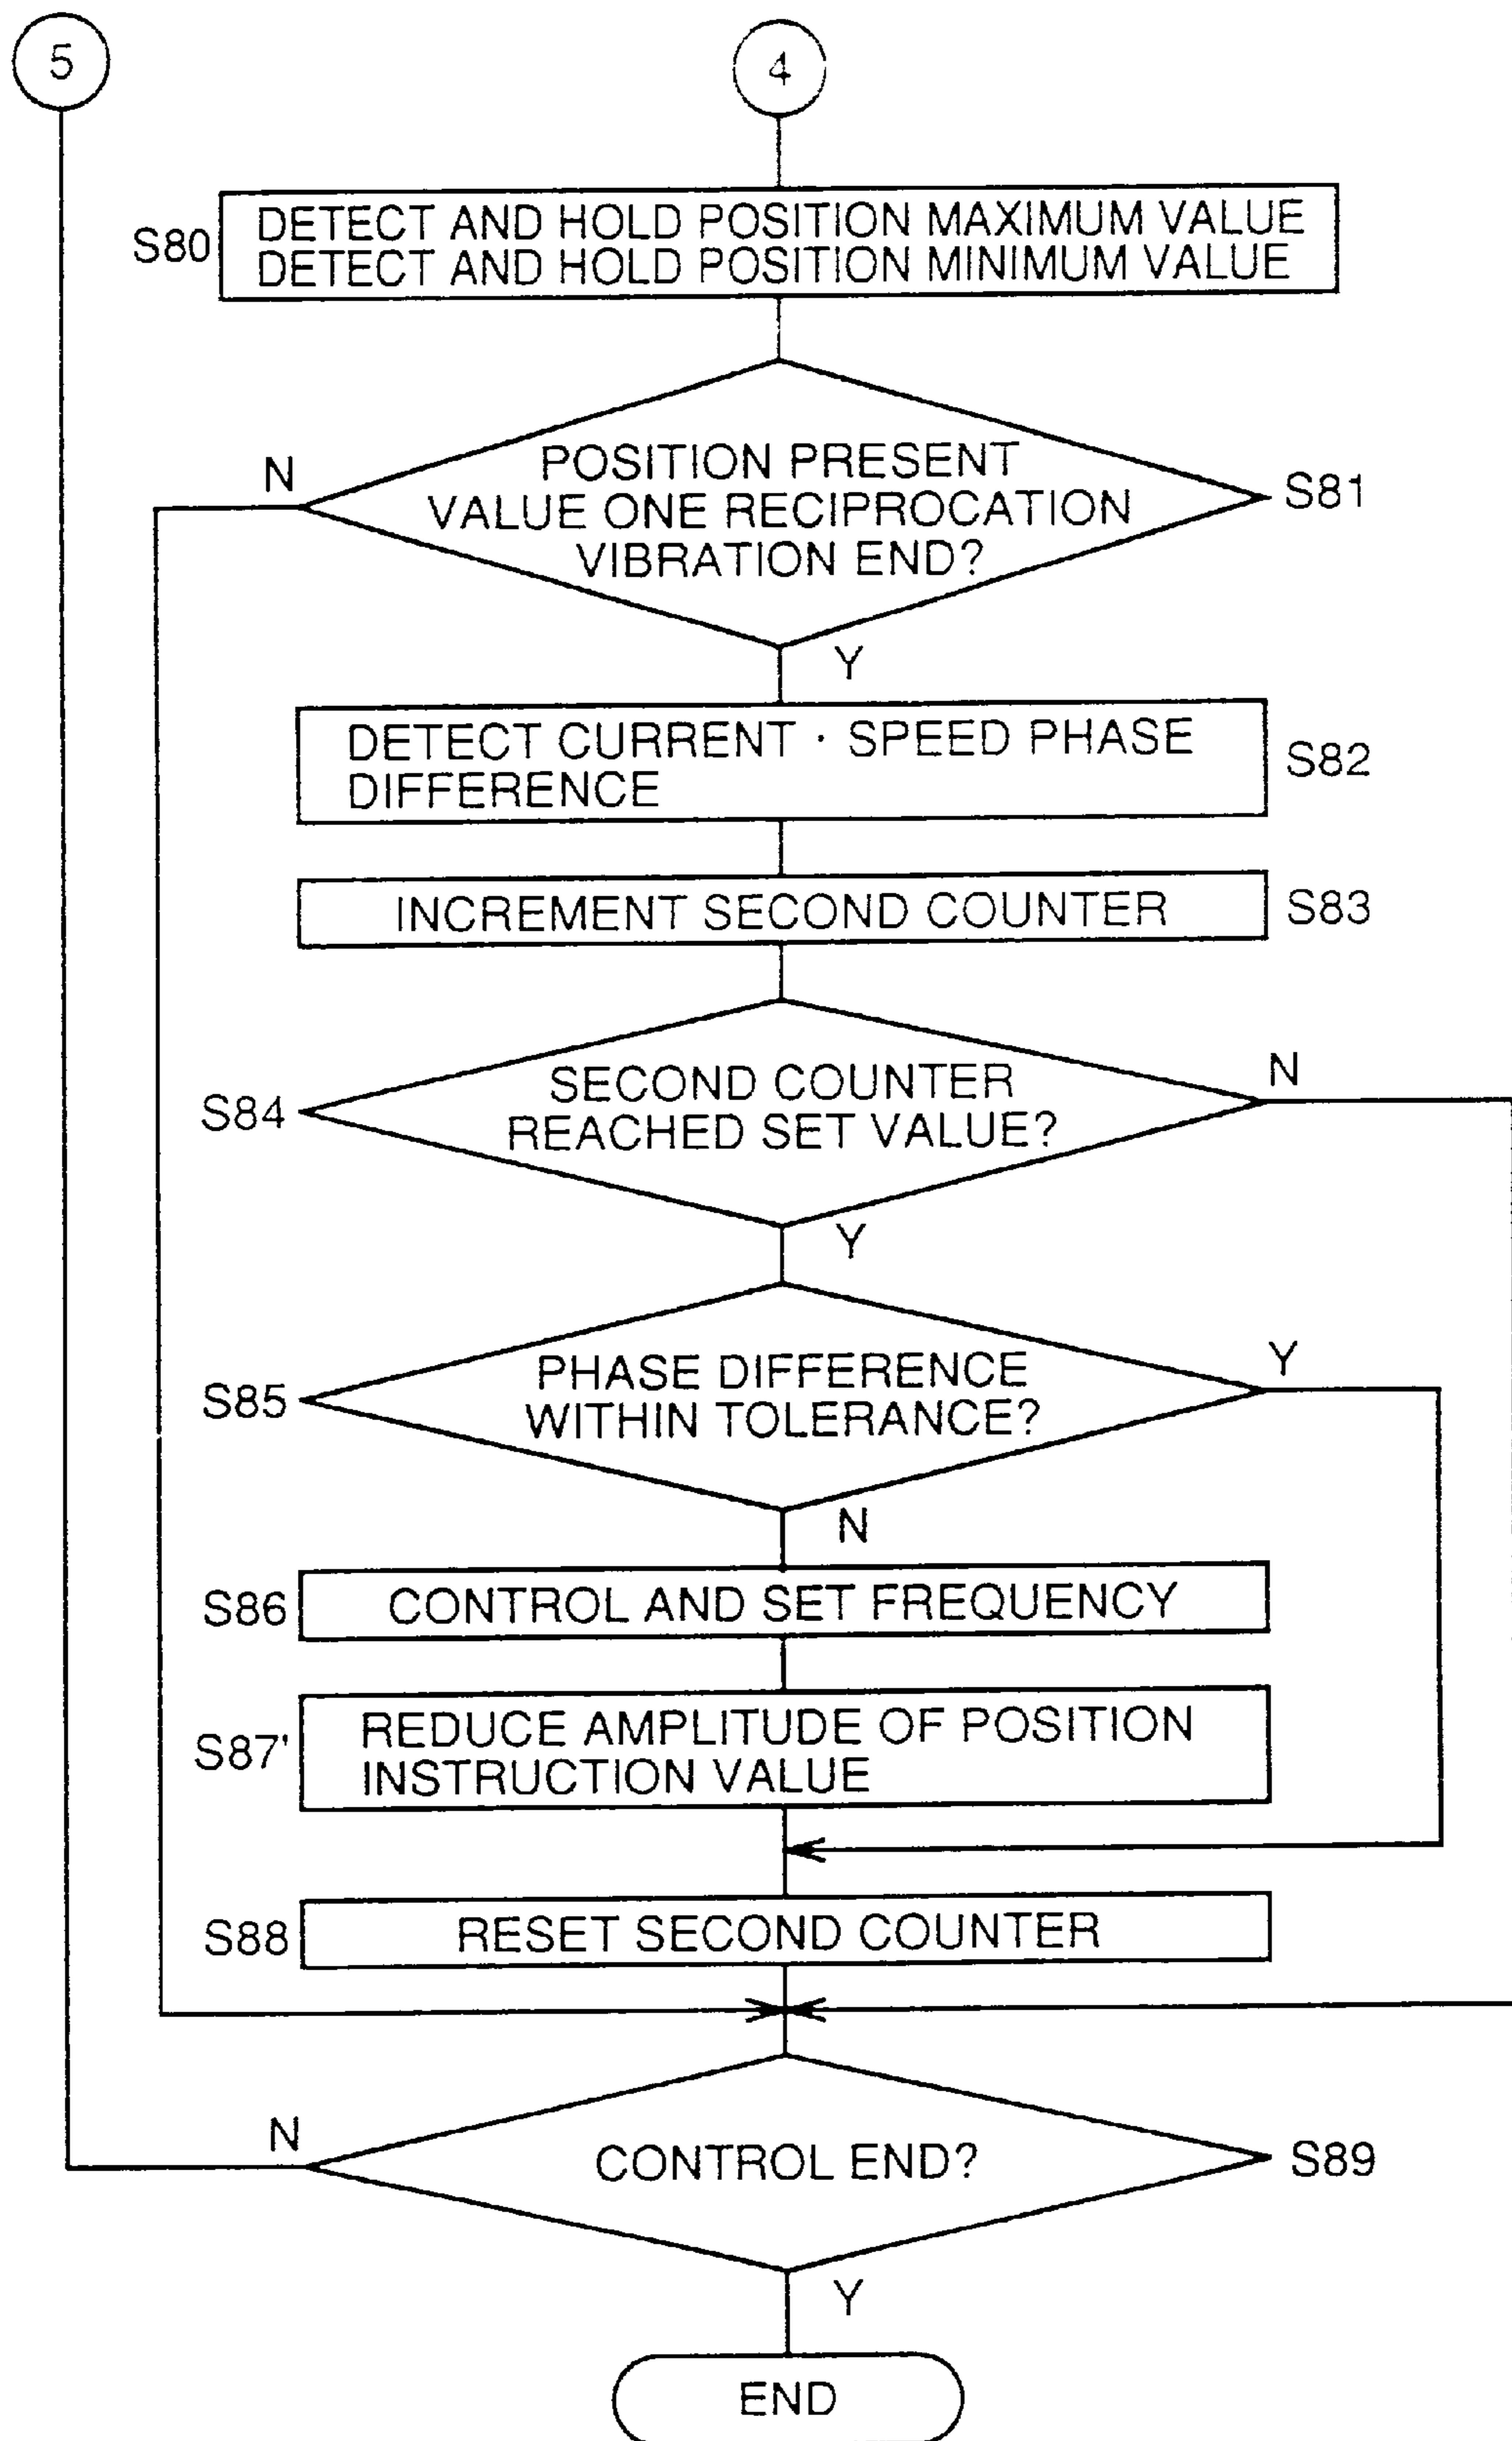 5
4
S80
DETECT AND HOLD POSITION MAXIMUM VALUE
DETECT AND HOLD POSITION MINIMUM VALUE
N
POSITION PRESENT
VALUE ONE RECIPROCATION
VIBRATION END?
S81
Y
DETECT CURRENT · SPEED PHASE
DIFFERENCE
S82
INCREMENT SECOND COUNTER
S83
S84
SECOND COUNTER
REACHED SET VALUE?
N
Y
S85
PHASE DIFFERENCE
WITHIN TOLERANCE?
Y
N
S86
CONTROL AND SET FREQUENCY
S87'
REDUCE AMPLITUDE OF POSITION
INSTRUCTION VALUE
S88
RESET SECOND COUNTER
N
CONTROL END?
S89
Y
END